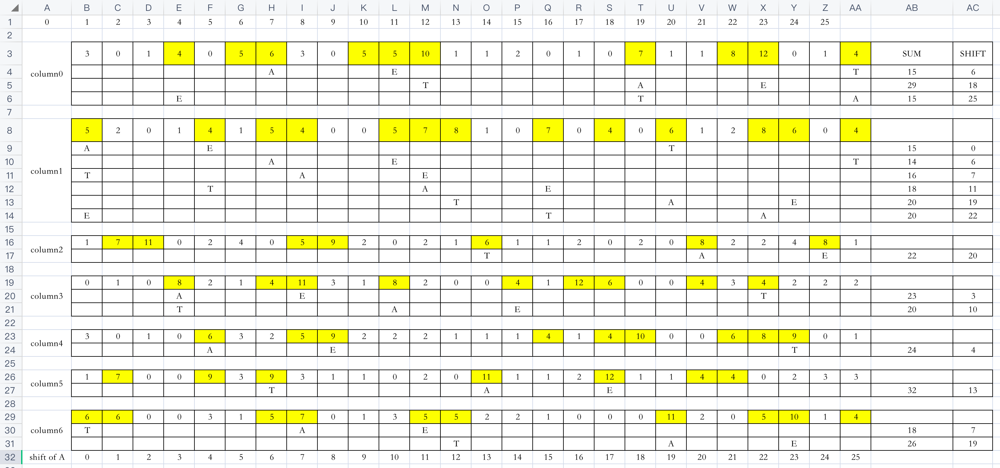 A B C D E F G H I J K L M N O P Q R S T U V W X Y Z AA AB AC
1 0 1 2 3 4 5 6 7 8 9 10 11 12 13 14 15 16 17 18 19 20 21 22 23 24 25
2
3 3 0 1 4 0 5 6 3 0 5 5 10 1 1 2 0 1 0 7 1 1 8 12 0 1 4 SUM SHIFT
4 column0 A E T 15 6
5 T A E 29 18
6 E T A 15 25
7
8 5 2 0 1 4 1 5 4 0 0 5 7 8 1 0 7 0 4 0 6 1 2 8 6 0 4
9 A E T 15 0
10 A E T 14 6
11 column1 T A E 16 7
12 T A E 18 11
13 T A E 20 19
14 E T A 20 22
15
16 column2 1 7 11 0 2 4 0 5 9 2 0 2 1 6 1 1 2 0 2 0 8 2 2 4 8 1
17 T A E 22 20
18
19 0 1 0 8 2 1 4 11 3 1 8 2 0 0 4 1 12 6 0 0 4 3 4 2 2 2
20 column3 A E T 23 3
21 T A E 20 10
22
23 column4 3 0 1 0 6 3 2 5 9 2 2 2 1 1 1 4 1 4 10 0 0 6 8 9 0 1
24 A E T 24 4
25
26 column5 1 7 0 0 9 3 9 3 1 1 0 2 0 11 1 1 2 12 1 1 4 4 0 2 3 3
27 T A E 32 13
28
29 6 6 0 0 3 1 5 7 0 1 3 5 5 2 2 1 0 0 0 11 2 0 5 10 1 4
30 column6 T A E 18 7
31 T A E 26 19
32 shift of A 0 1 2 3 4 5 6 7 8 9 10 11 12 13 14 15 16 17 18 19 20 21 22 23 24 25